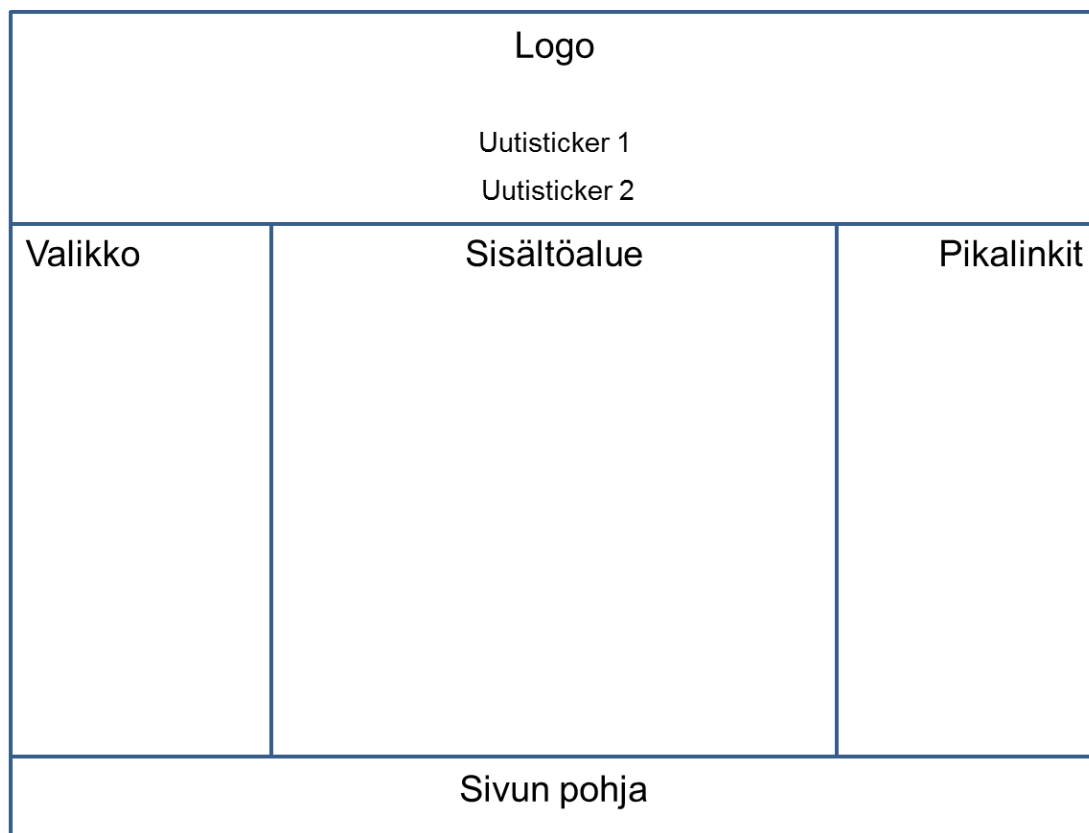 Logo
Uutisticker 1
Uutisticker 2
Valikko
Sisältöalue
Pikalinkit
Sivun pohja